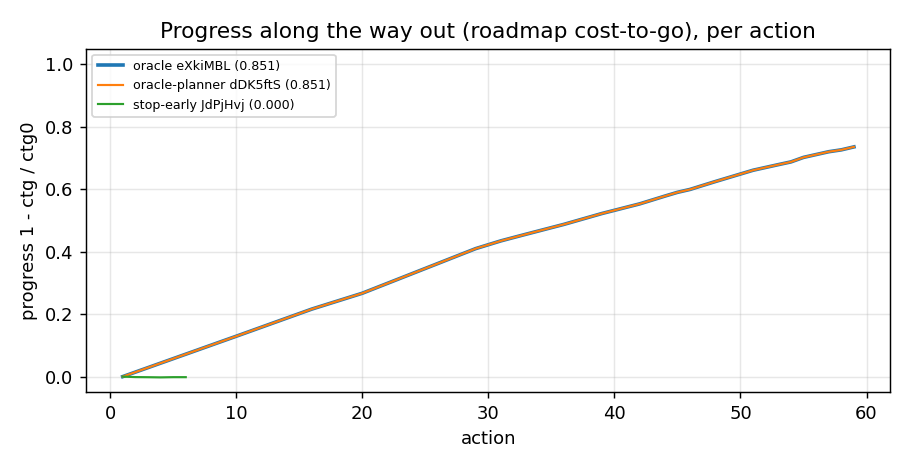 Progress along the way out (roadmap cost-to-go), per action
oracle eXkiMBL (0.851)
oracle-planner dDK5ftS (0.851)
stop-early JdPjHvj (0.000)
progress 1 - ctg / ctg0
1.0
0.8
0.6
0.4
0.2
0.0
0 10 20 30 40 50 60
action